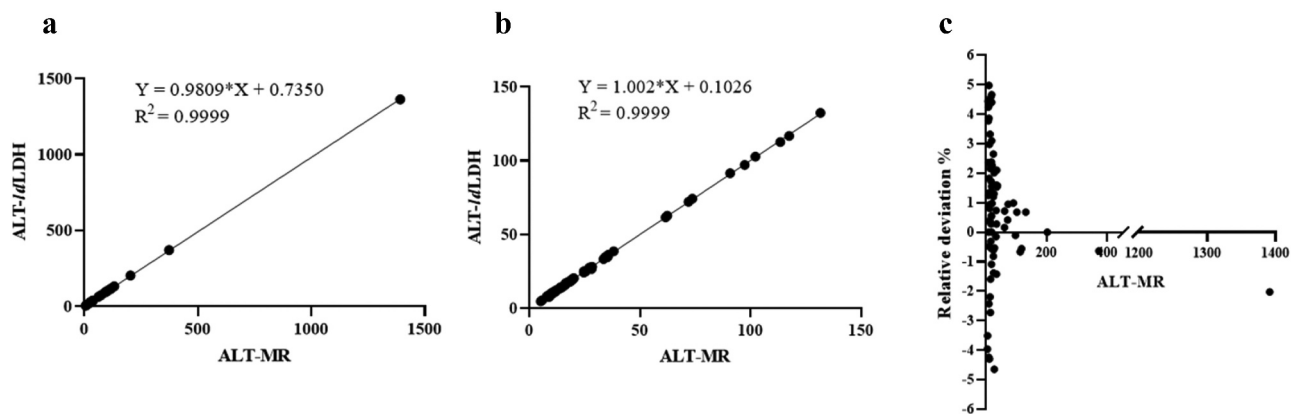 a
b
c
Y = 0.9809*X + 0.7350
R² = 0.9999
1500
1000
500
0
0
500
1000
1500
ALT-ldLDH
ALT-MR
Y = 1.002*X + 0.1026
R² = 0.9999
150
100
50
0
0
50
100
150
ALT-ldLDH
ALT-MR
6
5
4
3
2
1
0
-1
-2
-3
-4
-5
-6
200
400
1200
1300
1400
Relative deviation %
ALT-MR